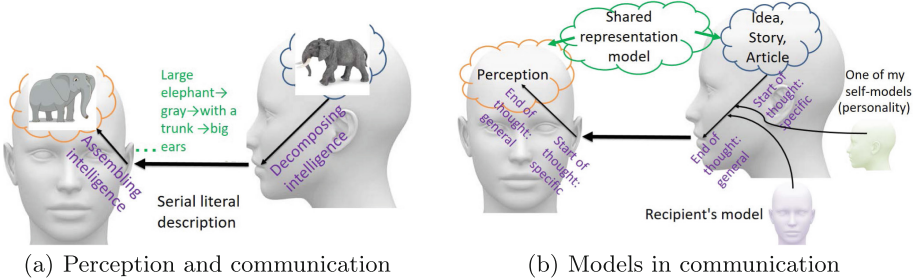 Large
elephant→
gray→with a
trunk →big
ears
...
Assembling
intelligence
Decomposing
intelligence
Serial literal
description
(a) Perception and communication
Shared
representation
model
Idea,
Story,
Article
Perception
One of my
self-models
(personality)
End of
thought:
general
Start of
thought:
specific
Start of
thought:
specific
End of
thought:
general
Recipient's model
(b) Models in communication